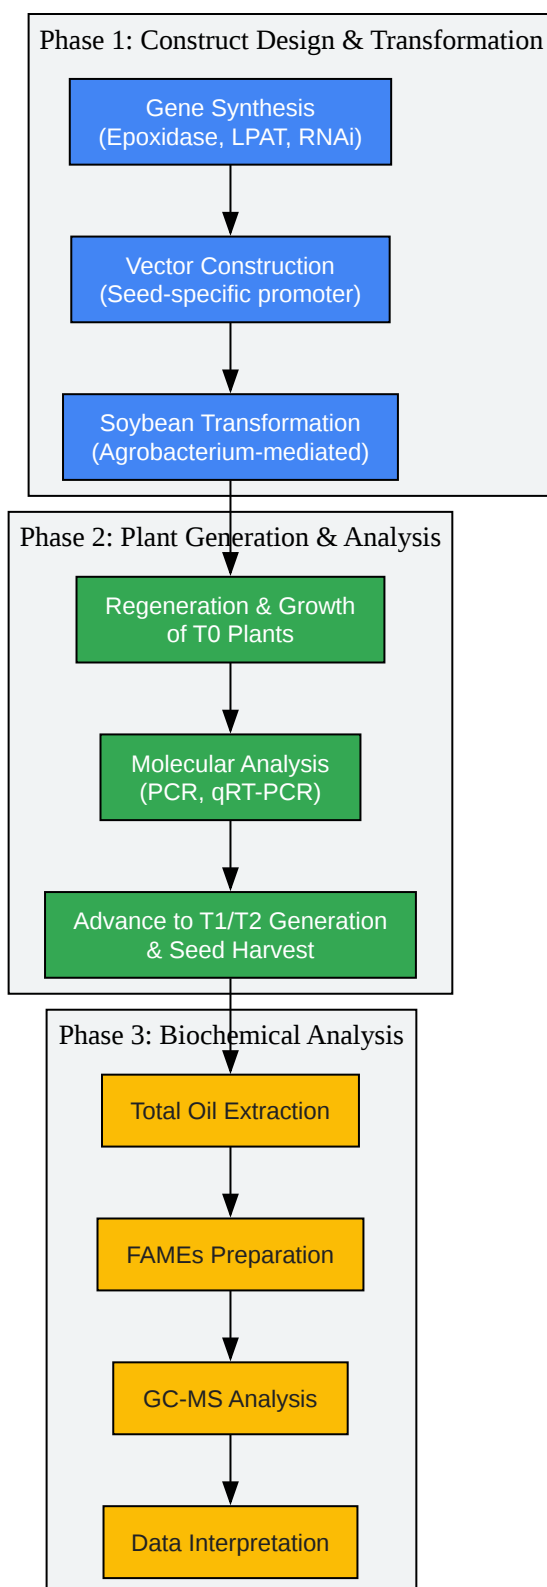 Phase 1: Construct Design & Transformation
Gene Synthesis
(Epoxidase, LPAT, RNAi)
Vector Construction
(Seed-specific promoter)
Soybean Transformation
(Agrobacterium-mediated)
Phase 2: Plant Generation & Analysis
Regeneration & Growth
of T0 Plants
Molecular Analysis
(PCR, qRT-PCR)
Advance to T1/T2 Generation
& Seed Harvest
Phase 3: Biochemical Analysis
Total Oil Extraction
FAMEs Preparation
GC-MS Analysis
Data Interpretation